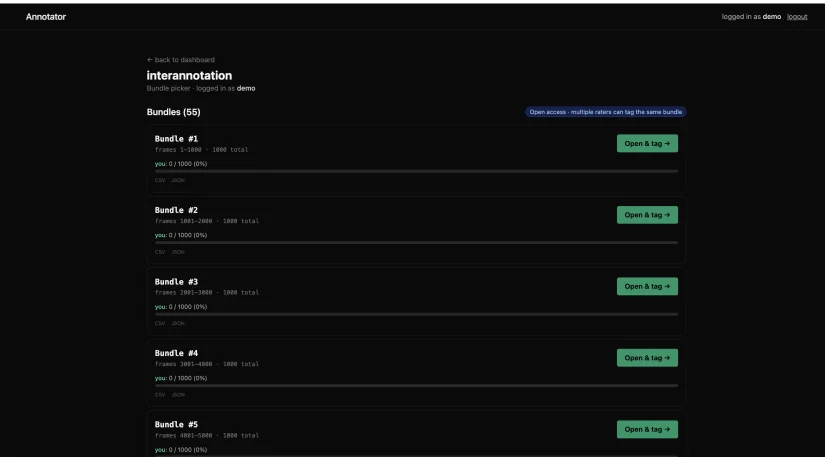 Annotator
logged in as demo logout
← back to dashboard
interannotation
Bundle picker · logged in as demo
Bundles (55)
Open access · multiple raters can tag the same bundle
Bundle #1
Open & tag →
frames 1–1000 · 1000 total
you: 0 / 1000 (0%)
CSV JSON
Bundle #2
Open & tag →
frames 1001–2000 · 1000 total
you: 0 / 1000 (0%)
CSV JSON
Bundle #3
Open & tag →
frames 2001–3000 · 1000 total
you: 0 / 1000 (0%)
CSV JSON
Bundle #4
Open & tag →
frames 3001–4000 · 1000 total
you: 0 / 1000 (0%)
CSV JSON
Bundle #5
Open & tag →
frames 4001–5000 · 1000 total
you: 0 / 1000 (0%)